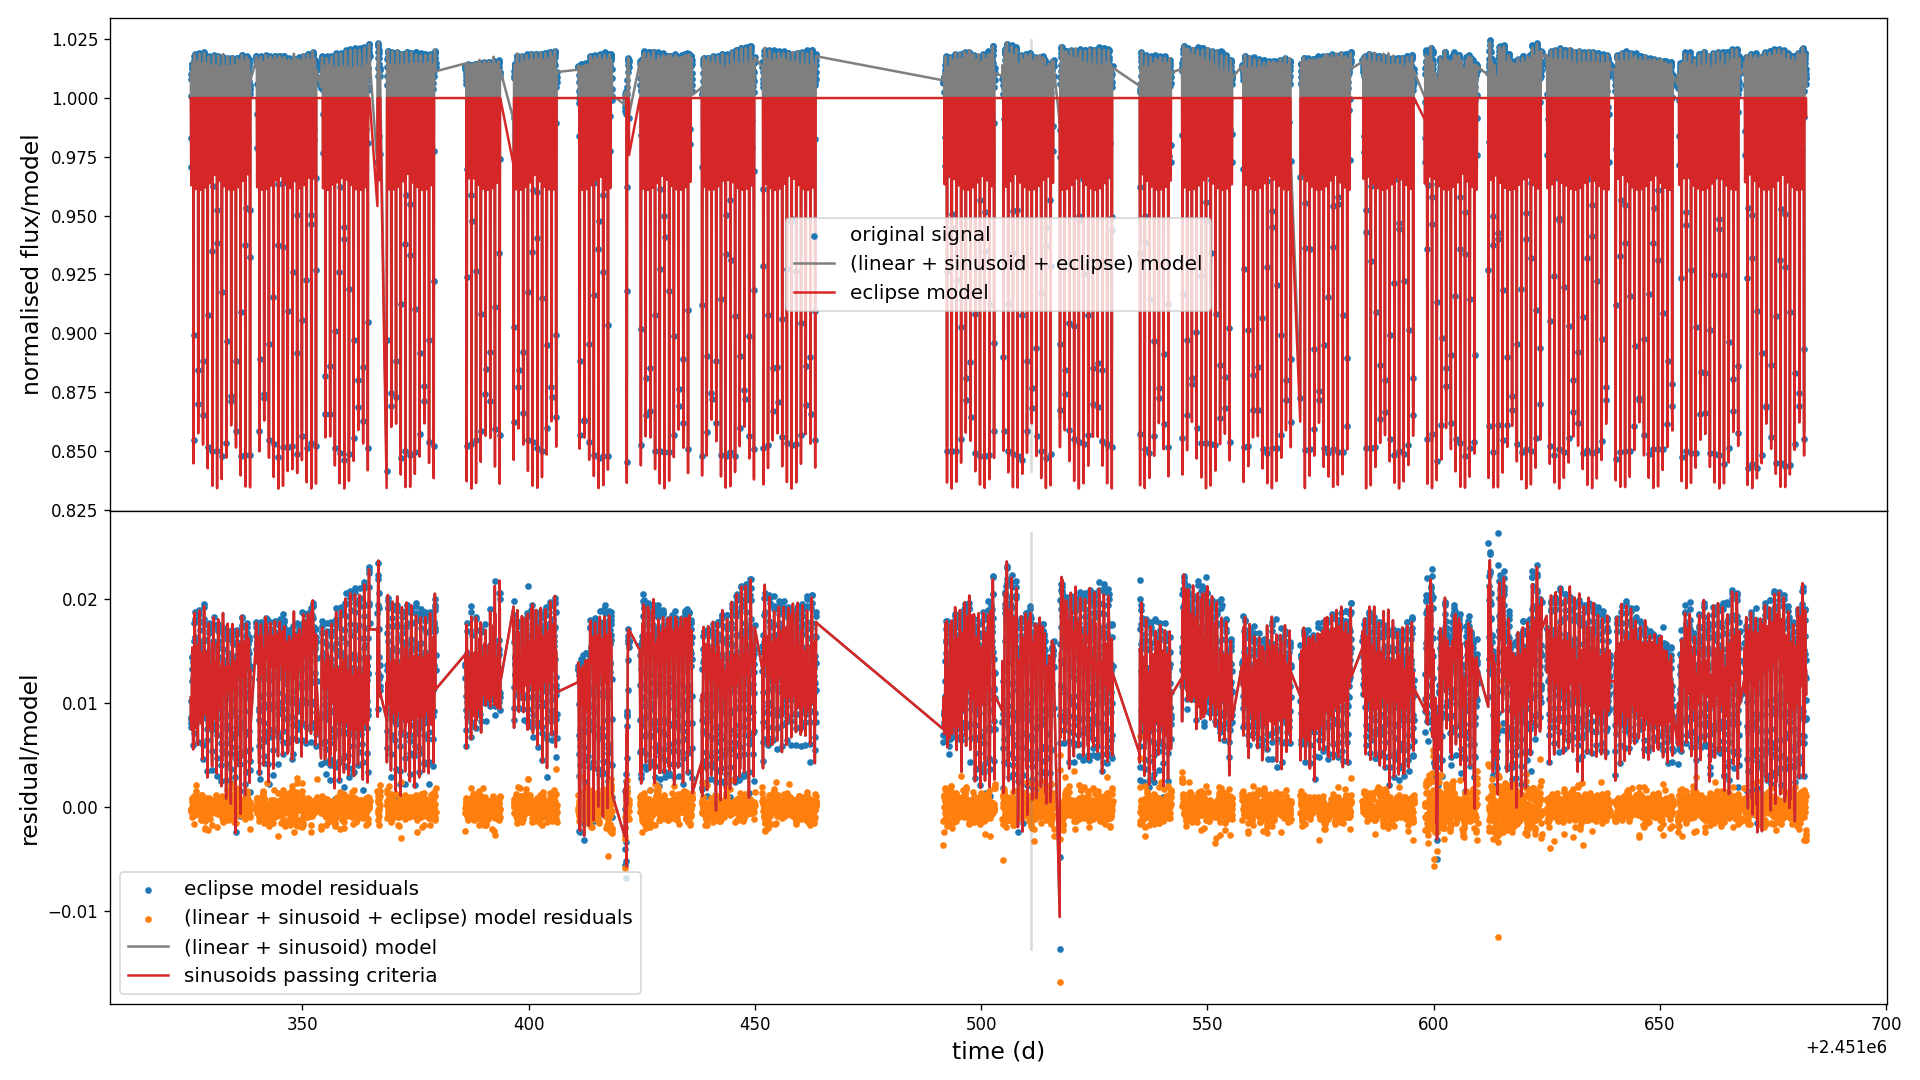 1.025
1.000
0.975
0.950
0.925
0.900
0.875
0.850
0.825
normalised flux/model
original signal
(linear + sinusoid + eclipse) model
eclipse model
0.02
0.01
0.00
−0.01
residual/model
eclipse model residuals
(linear + sinusoid + eclipse) model residuals
(linear + sinusoid) model
sinusoids passing criteria
350 400 450 500 550 600 650 700
time (d)
+2.451e6